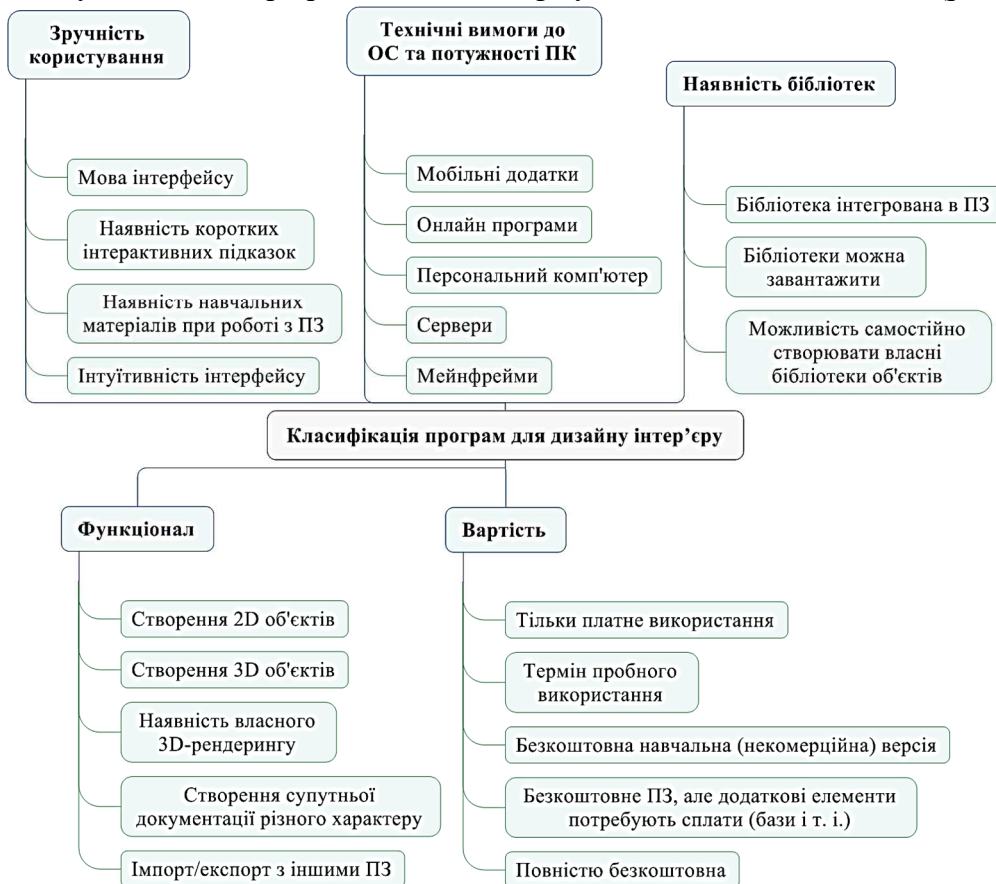 Зручність
користування
Мова інтерфейсу
Наявність коротких
інтерактивних підказок
Наявність навчальних
матеріалів при роботі з ПЗ
Інтуїтивність інтерфейсу
Технічні вимоги до
ОС та потужності ПК
Мобільні додатки
Онлайн програми
Персональний комп'ютер
Сервери
Мейнфрейми
Наявність бібліотек
Бібліотека інтегрована в ПЗ
Бібліотеки можна
завантажити
Можливість самостійно
створювати власні
бібліотеки об'єктів
Класифікація програм для дизайну інтер’єру
Функціонал
Створення 2D об'єктів
Створення 3D об'єктів
Наявність власного
3D-рендерингу
Створення супутньої
документації різного характеру
Імпорт/експорт з іншими ПЗ
Вартість
Тільки платне використання
Термін пробного
використання
Безкоштовна навчальна (некомерційна) версія
Безкоштовне ПЗ, але додаткові елементи
потребують сплати (бази і т. і.)
Повністю безкоштовна